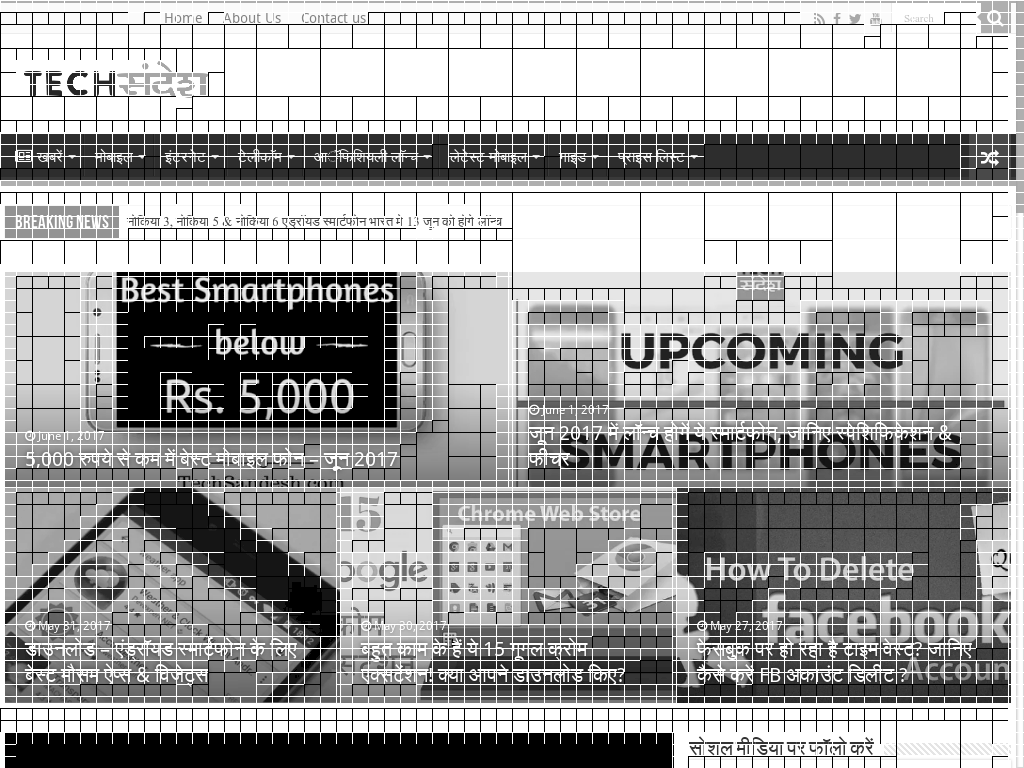 Home About Us Contact us Search
TECHसंदेश
खबरें मोबाइल इंटरनेट टेलीकॉम आॅफिशियली लॉन्च लेटेस्ट मोबाइल गाइड प्राइस लिस्ट
BREAKING NEWS नोकिया 3, नोकिया 5 & नोकिया 6 एंड्रॉयड स्मार्टफोन भारत में 13 जून को होंगे लॉन्च
Best Smartphones
below
Rs. 5,000
June 1, 2017
5,000 रुपये से कम में बेस्ट मोबाइल फोन – जून 2017
TechSandesh.com
संदेश
UPCOMING
SMARTPHONES
June 1, 2017
जून 2017 में लॉन्च होंगे ये स्मार्टफोन, जानिए स्पेशिफिकेशन &
फीचर
May 31, 2017
डाउनलोड – एंड्रॉयड स्मार्टफोन के लिए
बेस्ट मौसम ऐप्स & विजेट्स
15
Chrome Web Store
oogle
May 30, 2017
बहुत काम के हैं ये 15 गूगल क्रोम
एक्सटेंशन! क्या आपने डाउनलोड किए?
How To Delete
facebook
Accoun
May 27, 2017
फेसबुक पर हो रहा है टाइम वेस्ट? जानिए
कैसे करें FB अकाउंट डिलीट!?
सोशल मीडिया पर फॉलो करें